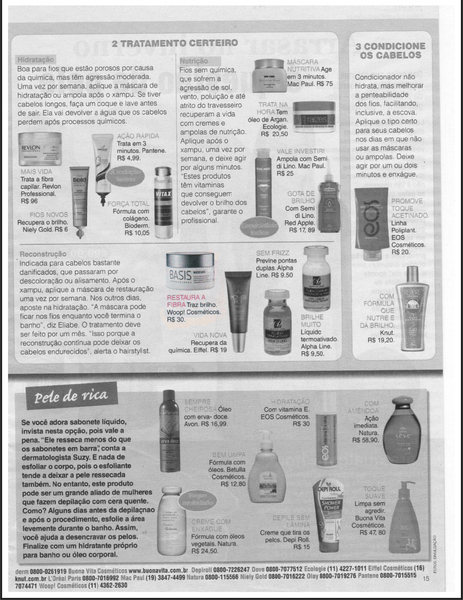 2 TRATAMENTO CERTEIRO
Hidratação
Boa para fios que estão porosos por causa
da química, mas têm agressão moderada.
Uma vez por semana, aplique a máscara de
hidratação ou ampola após o xampu. Se tiver
cabelos longos, faça um coque e lave antes
de sair. Ela vai devolver a água que os cabelos
perdem após processos químicos.
AÇÃO RÁPIDA
Trata em 3
minutos. Pantene.
R$ 4,99.
MAIS VIDA
Trata a fibra
capilar. Revlon
Professional.
R$ 96
FIOS NOVOS
Recupera o brilho.
Niely Gold. R$ 6
FORÇA TOTAL
Fórmula com
colágeno.
Bioderm.
R$ 10,05
REVLON
VITAX
Nutrição
Fios sem química,
que sofrem a
agressão de sol,
vento, poluição e até
atrito do travesseiro
recuperam a vida
com cremes e
ampolas de nutrição.
Aplique após o
xampu, uma vez por
semana, e deixe agir
por alguns minutos.
"Estes produtos
têm vitaminas
que conseguem
devolver o brilho
dos fios", garante o
profissional.
MÁSCARA
NUTRITIVA Age
em 3 minutos.
Mac Paul. R$ 75
TRATA NA
HORA Tem
óleo de Argan.
Ecologie.
R$ 20,50
VALE INVESTIR!
Ampola com Semi
di Lino. Mac Paul.
R$ 25
GOTA DE
BRILHO
Com Semi
di Lino.
Red Apple.
R$ 17,89
3 CONDICIONE
OS CABELOS
Condicionador não
hidrata, mas melhorar
a permeabilidade
dos fios, facilitando,
inclusive, a escova.
Aplique o tipo certo
para seus cabelos
nos dias em que não
usar as máscaras
ou ampolas. Deixe
agir por um ou dois
minutos e enxágue.
eos
PROMOVE
TOQUE
ACETINADO
Linha
Poliplant.
EOS
Cosméticos.
R$ 20.
COM
FORMULA
QUE
NUTRE E
DÁ BRILHO.
Knut.
R$ 19,20.
Reconstrução
Indicada para cabelos bastante
danificados, que passaram por
descoloração ou alisamento. Após o
xampu, aplique a máscara de restauração
uma vez por semana. Nos outros dias,
aposte na hidratação. "A máscara pode
ficar nos fios enquanto você termina o
banho", diz Eliabe. O tratamento deve
ser feito por um mês. "Isso porque a
reconstrução contínua pode deixar os
cabelos endurecidos", alerta o hairstylist.
BASIS
RESTAURA A
FIBRA Traz brilho.
Woop! Cosméticos.
R$ 30.
VIDA NOVA
Recupera da
química. Eiffel. R$ 19
SEM FRIZZ
Previne pontas
duplas. Alpha
Line. R$ 9,50
BRILHE
MUITO
Líquido
termoativado.
Alpha Line.
R$ 9,50.
Pele de rica
Se você adora sabonete líquido,
invista nesta opção, pois vale a
pena. "Ele resseca menos do que
os sabonetes em barra", conta a
dermatologista Suzy. E nada de
esfoliar o corpo, pois o esfoliante
tende a deixar a pele ressecada
também. No entanto, este produto
pode ser um grande aliado de mulheres
que fazem depilação com cera quente.
Como? Alguns dias antes da depilaçnao
e após o procedimento, esfolie a área
levemente durante o banho. Assim,
você ajuda a desencavar os pelos.
Finalize com um hidratante próprio
para banho ou óleo corporal.
SEMPRE
CHEIROSA Óleo
com erva-doce.
Avon. R$ 16,99.
HIDRATAÇÃO
Com vitamina E.
EOS Cosméticos
R$ 30
COM
AMÊNDOA
Ação
imediata
Natura.
R$ 58,90.
BEM LIMPA
Fórmula com
óleos. Betulla
Cosméticos.
R$ 12,80
CREME COM
ENXÁGUE
Fórmula com óleos
vegetais. Natura.
R$ 24,50.
DEPILE SEM
LÂMINA
Creme que tira os
pelos. Depi Roll.
R$ 15
DEPI ROLL
SHOWER
POWER
TOQUE
SUAVE
Limpa sem
agredir.
Buona Vita
Cosméticos.
R$ 47,80
derm 0800-0261919 Buona Vita Cosméticos www.buonavita.com.br Depiroll 0800-7226247 Dove 0800-7077512 Ecologie (11) 4227-1011 Eiffel Cosméticos (16)
knut.com.br L'Oréal Paris 0800-7016992 Mac Paul (19) 3847-4499 Natura 0800-115566 Niely Gold 0800-7016222 Olay 0800-7019276 Pantene 0800-7015515
7074471 Woop! Cosméticos (11) 4362-2630
15